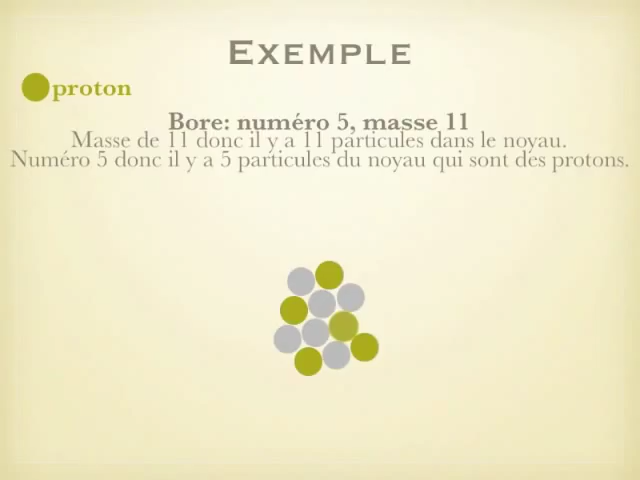 EXEMPLE
proton
Bore: numéro 5, masse 11
Masse de 11 donc il y a 11 particules dans le noyau.
Numéro 5 donc il y a 5 particules du noyau qui sont des protons.